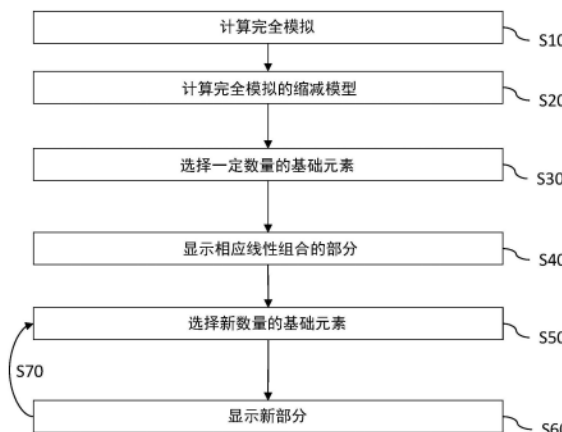 计算完全模拟
S10
计算完全模拟的缩减模型
S20
选择一定数量的基础元素
S30
显示相应线性组合的部分
S40
选择新数量的基础元素
S50
S70
显示新部分
S60